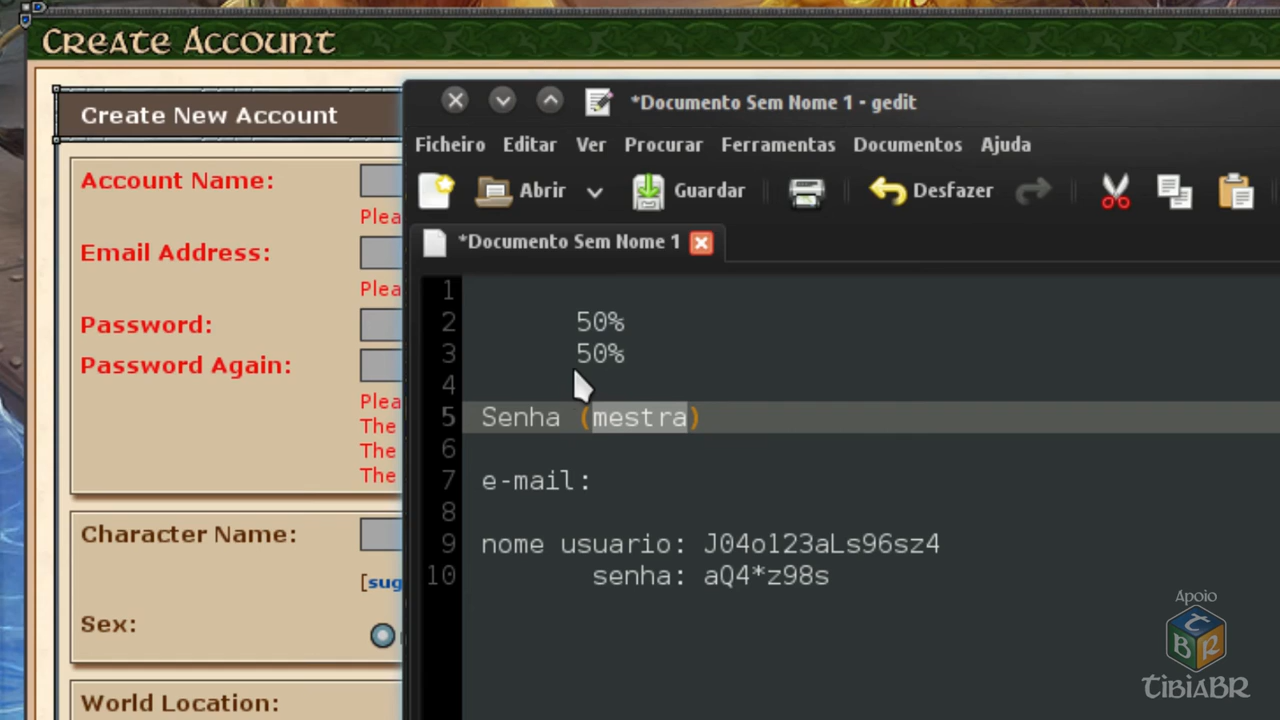 Create Account
Create New Account
Account Name:
Plea
Email Address:
Plea
Password:
Password Again:
Plea
The
The
The
Character Name:
[sug
Sex:
World Location:
*Documento Sem Nome 1 - gedit
Ficheiro Editar Ver Procurar Ferramentas Documentos Ajuda
Abrir Guardar Desfazer
*Documento Sem Nome 1
1
2 50%
3 50%
4
5 Senha (mestra)
6
7 e-mail:
8
9 nome usuario: J04o123aLs96sz4
10 senha: aQ4*z98s
Apoio
T B R
TibiaBR